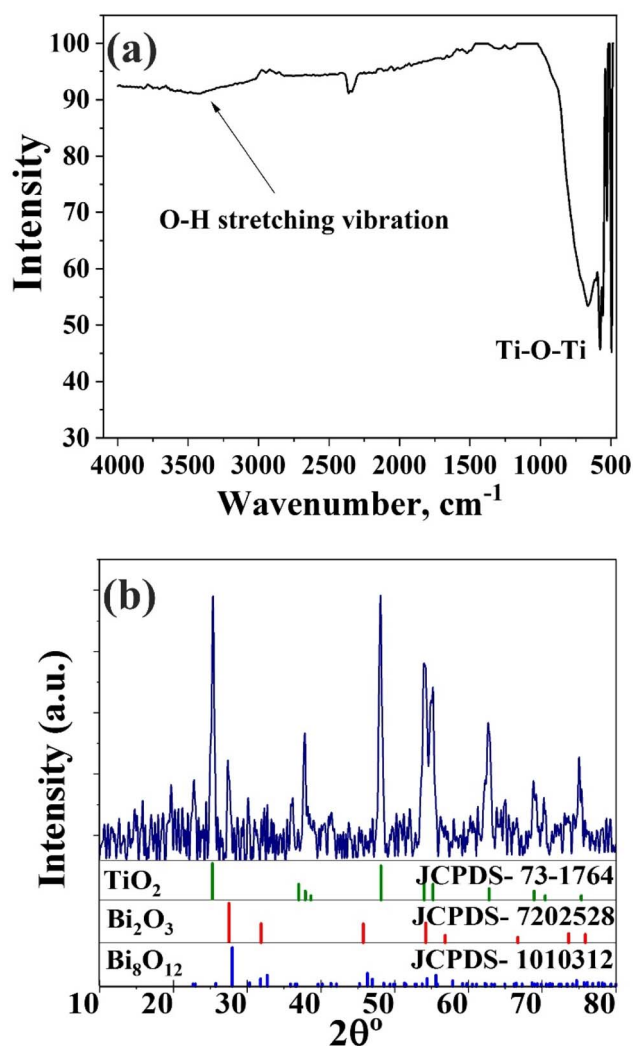 (a)
100
90
80
70
60
50
40
30
Intensity
O-H stretching vibration
Ti-O-Ti
4000 3500 3000 2500 2000 1500 1000 500
Wavenumber, cm⁻¹
(b)
Intensity (a.u.)
TiO₂ JCPDS- 73-1764
Bi₂O₃ JCPDS- 7202528
Bi₈O₁₂ JCPDS- 1010312
10 20 30 40 50 60 70 80
2θº